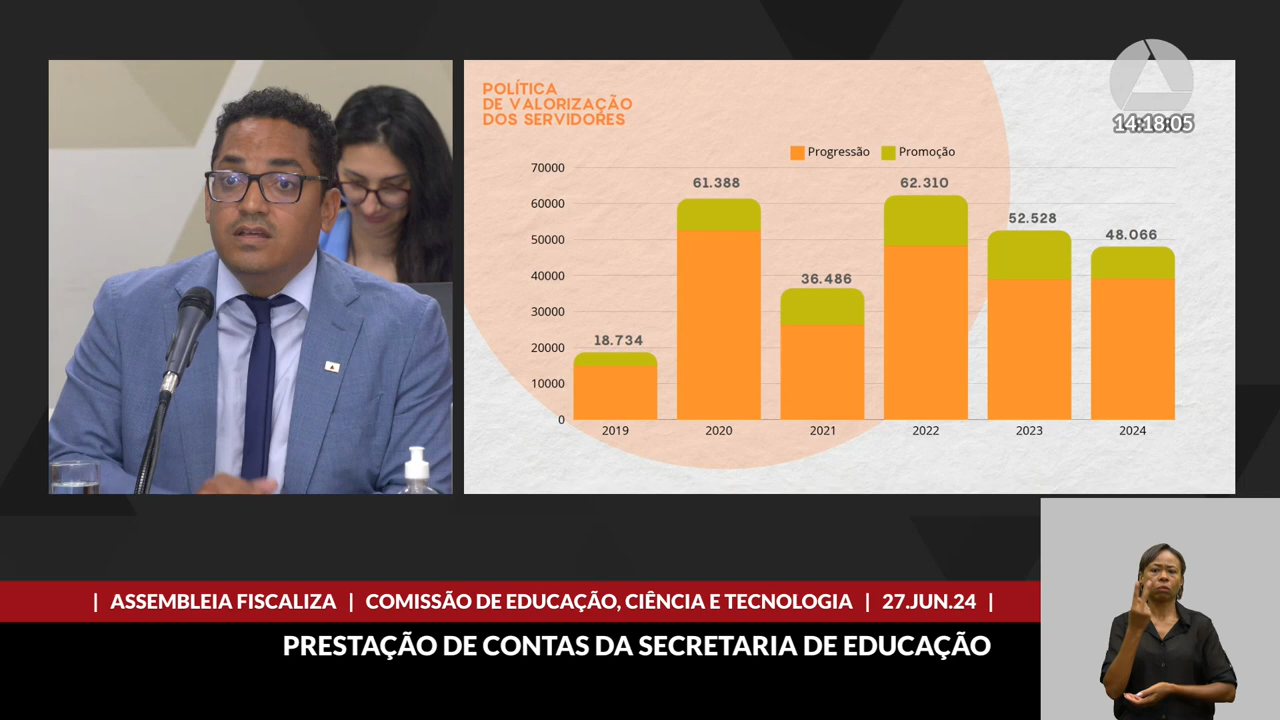 POLÍTICA
DE VALORIZAÇÃO
DOS SERVIDORES
14:18:05
Progressão Promoção
70000
60000
50000
40000
30000
20000
10000
0
18.734
61.388
36.486
62.310
52.528
48.066
2019 2020 2021 2022 2023 2024
| ASSEMBLEIA FISCALIZA | COMISSÃO DE EDUCAÇÃO, CIÊNCIA E TECNOLOGIA | 27.JUN.24 |
PRESTAÇÃO DE CONTAS DA SECRETARIA DE EDUCAÇÃO